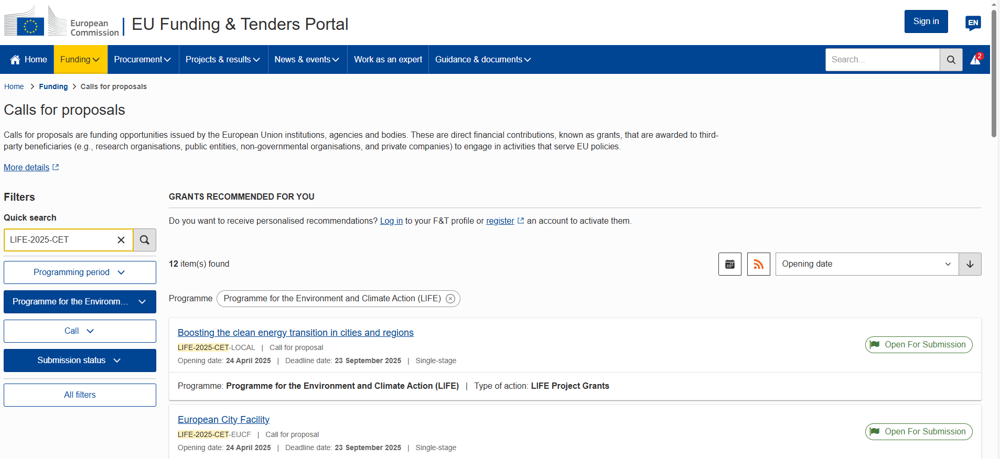 European
Commission
EU Funding & Tenders Portal
Sign in
EN
Home
Funding
Procurement
Projects & results
News & events
Work as an expert
Guidance & documents
Search...
2
Home > Funding > Calls for proposals
Calls for proposals
Calls for proposals are funding opportunities issued by the European Union institutions, agencies and bodies. These are direct financial contributions, known as grants, that are awarded to third-
party beneficiaries (e.g., research organisations, public entities, non-governmental organisations, and private companies) to engage in activities that serve EU policies.
More details
Filters
Quick search
LIFE-2025-CET
Programming period
Programme for the Environm...
Call
Submission status
All filters
GRANTS RECOMMENDED FOR YOU
Do you want to receive personalised recommendations? Log in to your F&T profile or register an account to activate them.
12 item(s) found
Opening date
Programme
Programme for the Environment and Climate Action (LIFE)
Boosting the clean energy transition in cities and regions
LIFE-2025-CET-LOCAL | Call for proposal
Opening date: 24 April 2025 | Deadline date: 23 September 2025 | Single-stage
Open For Submission
Programme: Programme for the Environment and Climate Action (LIFE) | Type of action: LIFE Project Grants
European City Facility
LIFE-2025-CET-EUCF | Call for proposal
Opening date: 24 April 2025 | Deadline date: 23 September 2025 | Single-stage
Open For Submission